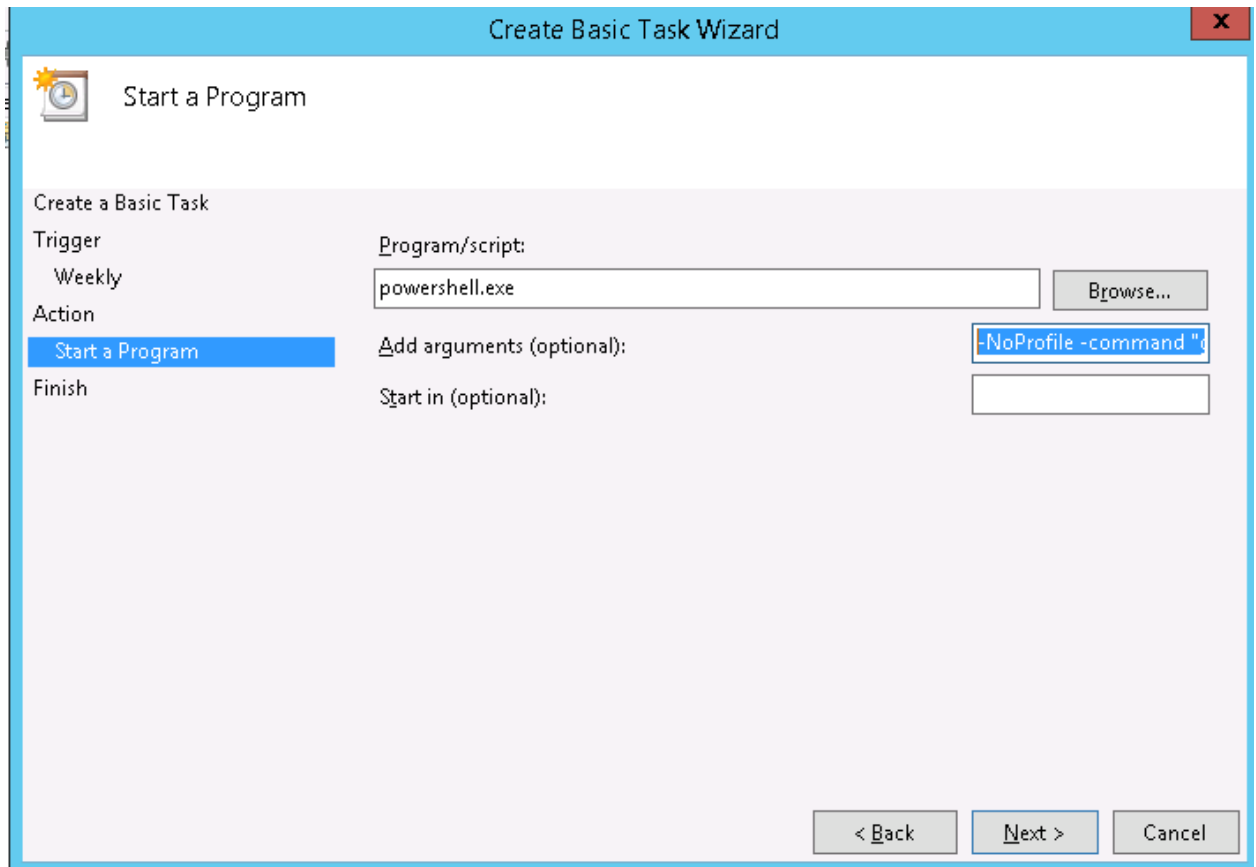 Create Basic Task Wizard
x
Start a Program
Create a Basic Task
Trigger
Weekly
Action
Start a Program
Finish
Program/script:
powershell.exe
Browse...
Add arguments (optional):
-NoProfile -command "
Start in (optional):
< Back
Next >
Cancel